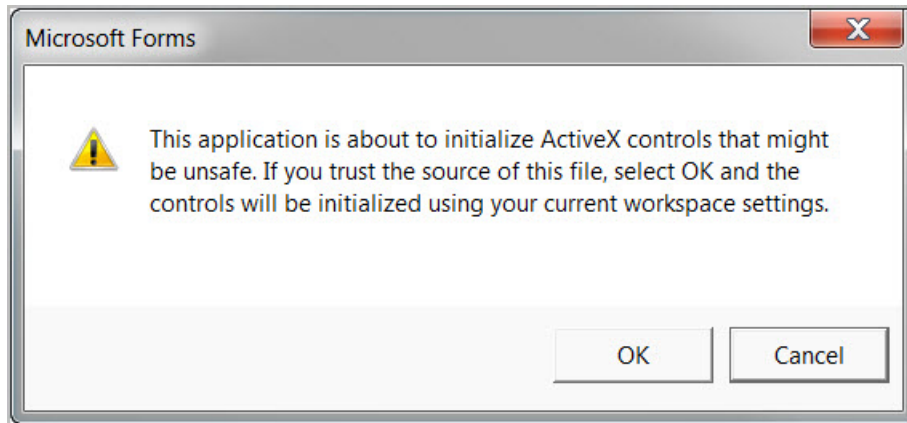 Microsoft Forms
This application is about to initialize ActiveX controls that might
be unsafe. If you trust the source of this file, select OK and the
controls will be initialized using your current workspace settings.
OK
Cancel